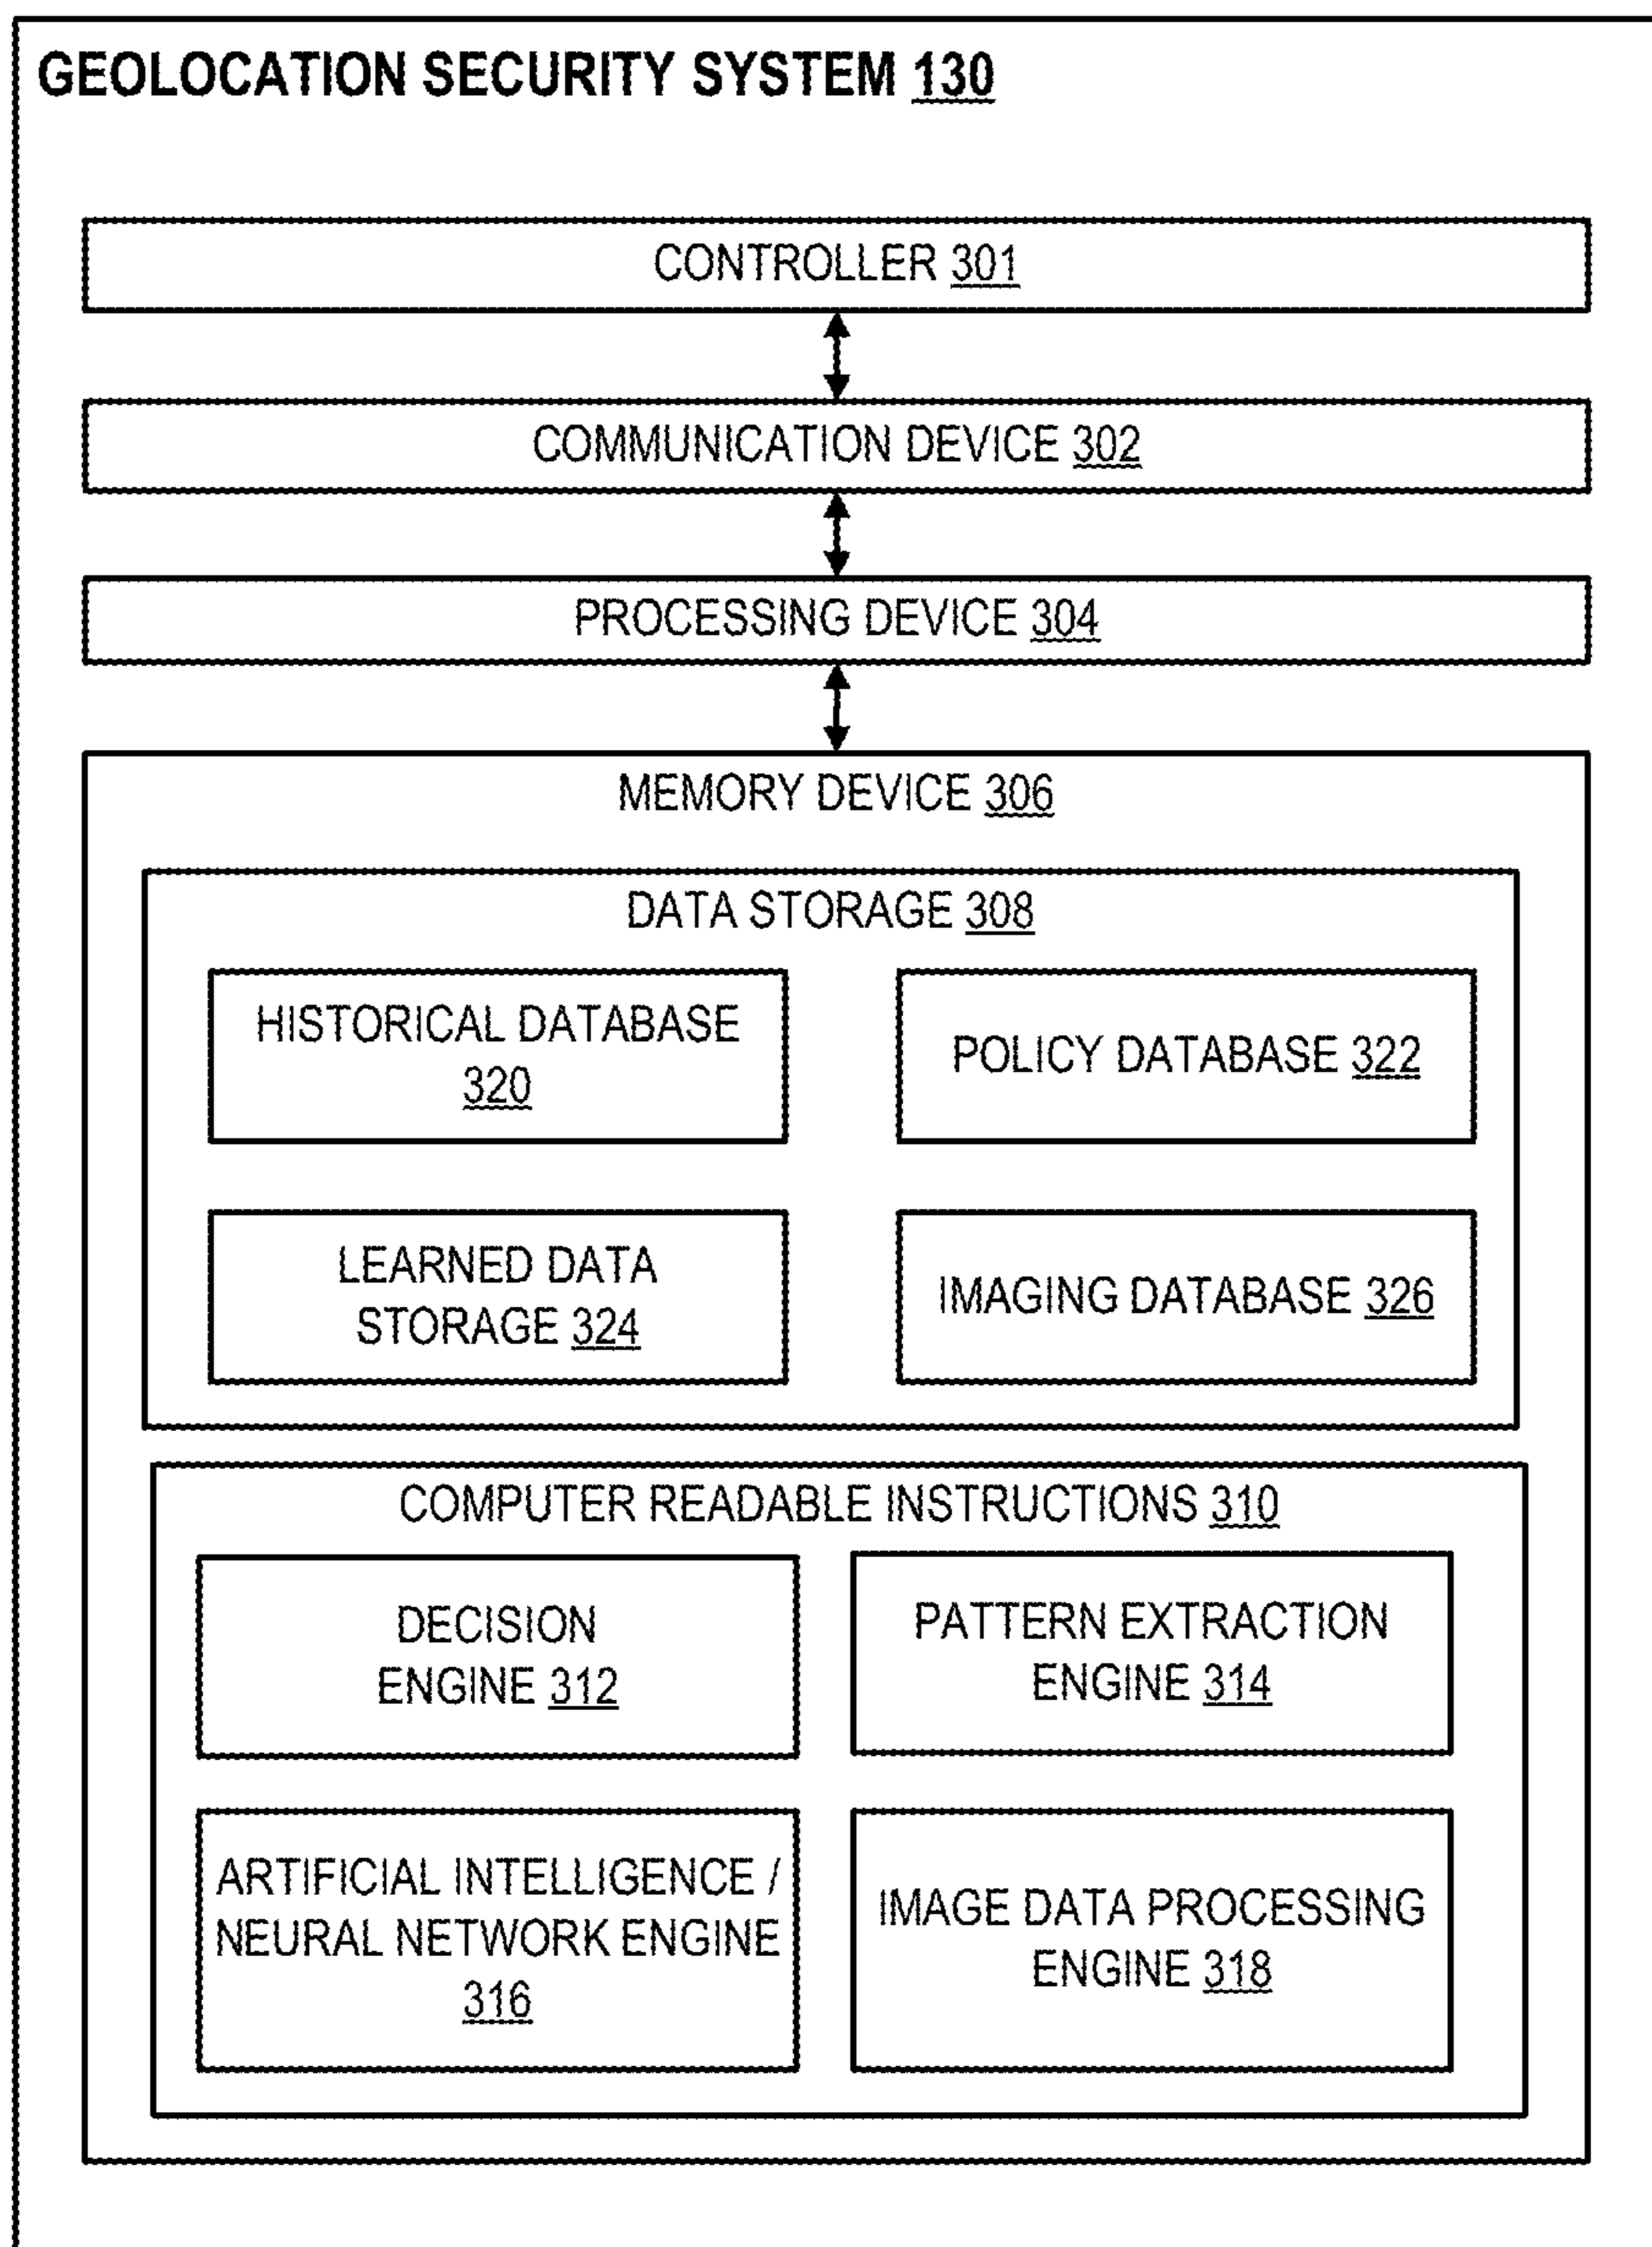 GEOLOCATION SECURITY SYSTEM 130
CONTROLLER 301
COMMUNICATION DEVICE 302
PROCESSING DEVICE 304
MEMORY DEVICE 306
DATA STORAGE 308
HISTORICAL DATABASE
320
POLICY DATABASE 322
LEARNED DATA
STORAGE 324
IMAGING DATABASE 326
COMPUTER READABLE INSTRUCTIONS 310
DECISION
ENGINE 312
PATTERN EXTRACTION
ENGINE 314
ARTIFICIAL INTELLIGENCE /
NEURAL NETWORK ENGINE
316
IMAGE DATA PROCESSING
ENGINE 318